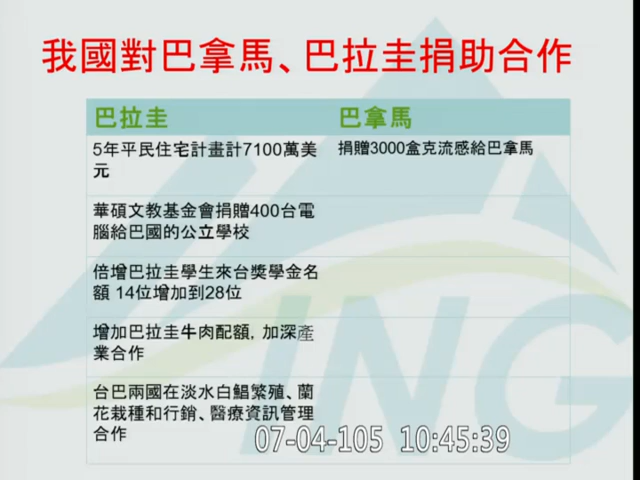 我國對巴拿馬、巴拉圭捐助合作
巴拉圭
巴拿馬
5年平民住宅計畫計7100萬美
元
捐贈3000盒克流感給巴拿馬
華碩文教基金會捐贈400台電
腦給巴國的公立學校
倍增巴拉圭學生來台獎學金名
額 14位增加到28位
增加巴拉圭牛肉配額, 加深產
業合作
台巴兩國在淡水白鯧繁殖、蘭
花栽種和行銷、醫療資訊管理
合作
ING
07-04-105 10:45:39